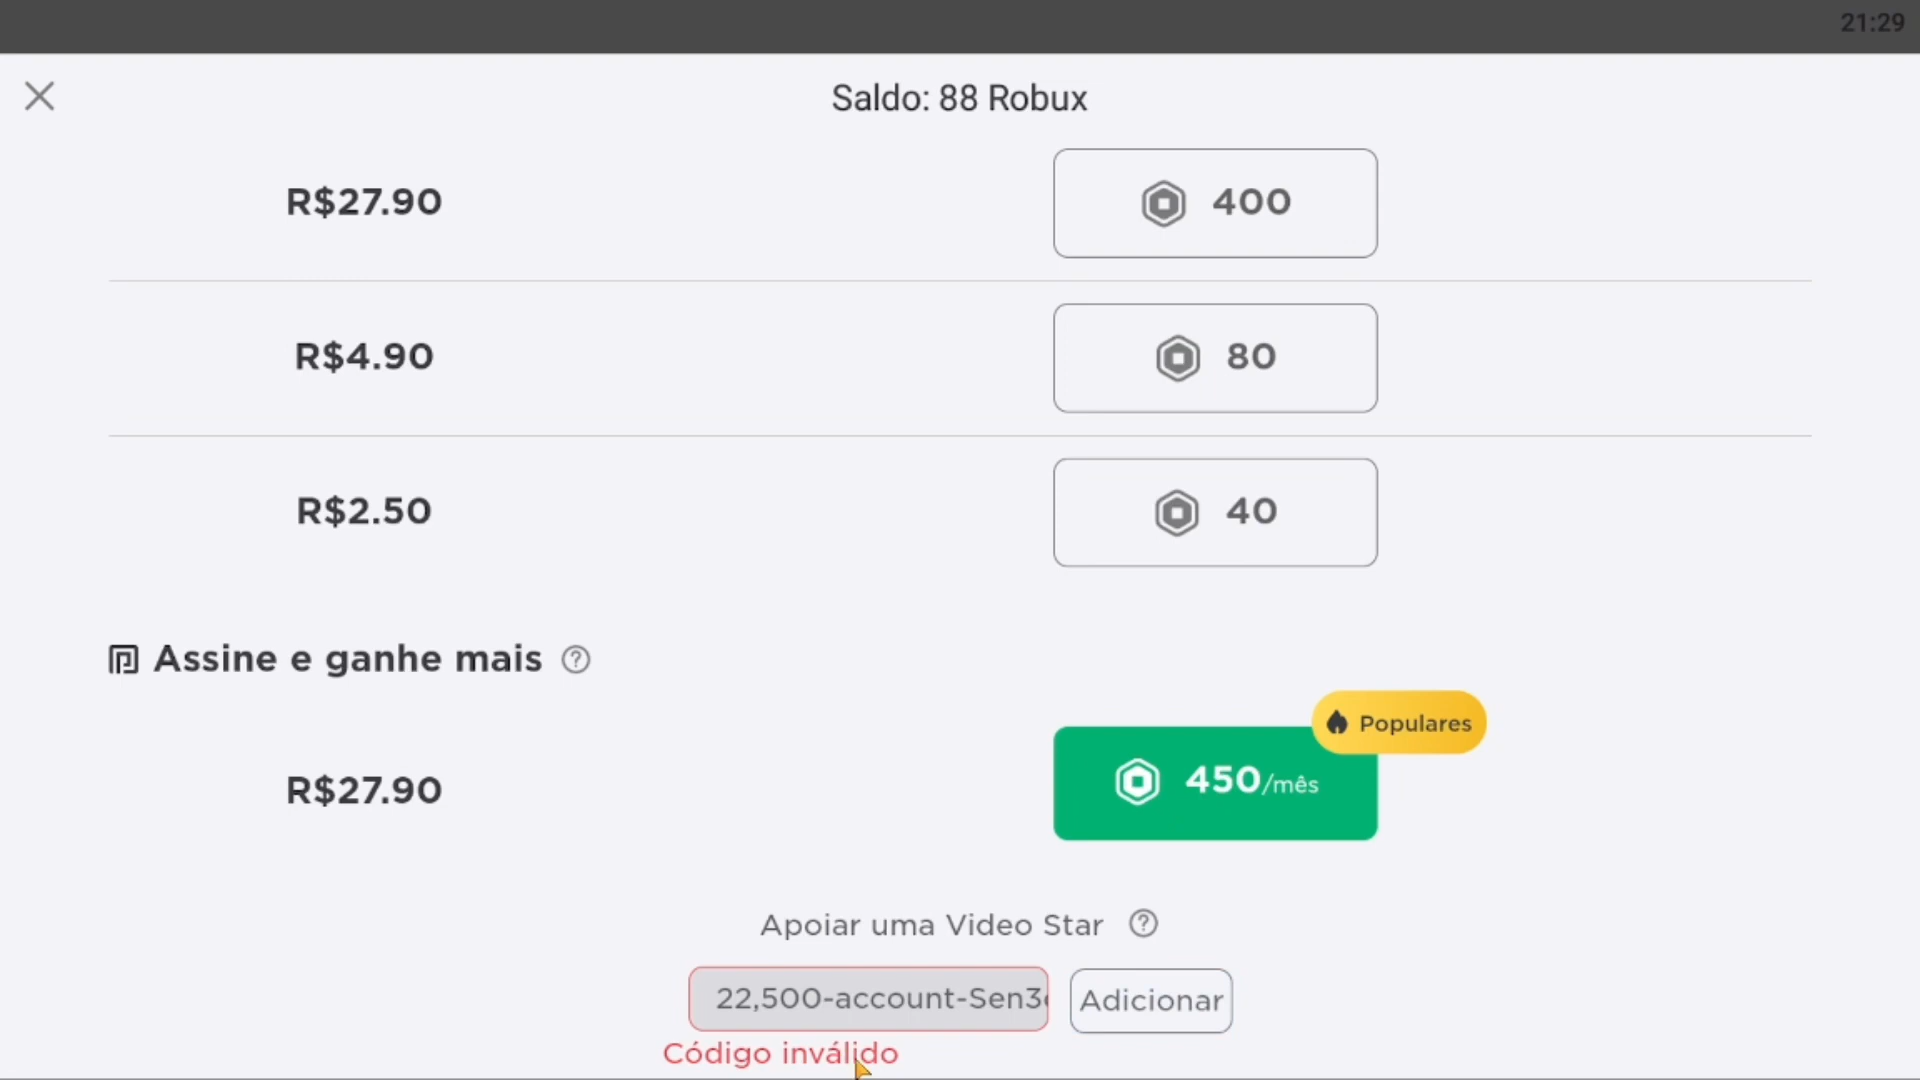 21:29
Saldo: 88 Robux
R$27.90 400
R$4.90 80
R$2.50 40
Assine e ganhe mais ?
Populares
R$27.90 450/mês
Apoiar uma Video Star ?
22,500-account-Sen3 Adicionar
Código inválido